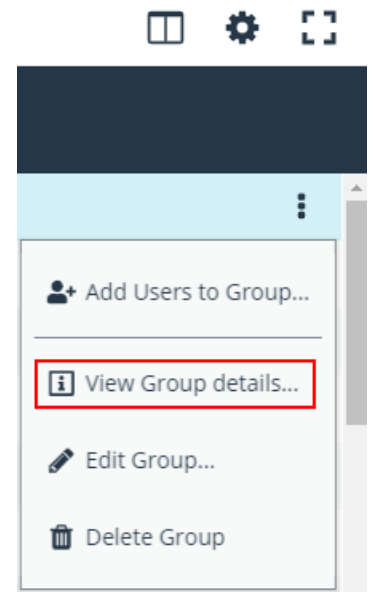 Add Users to Group...
View Group details...
Edit Group...
Delete Group